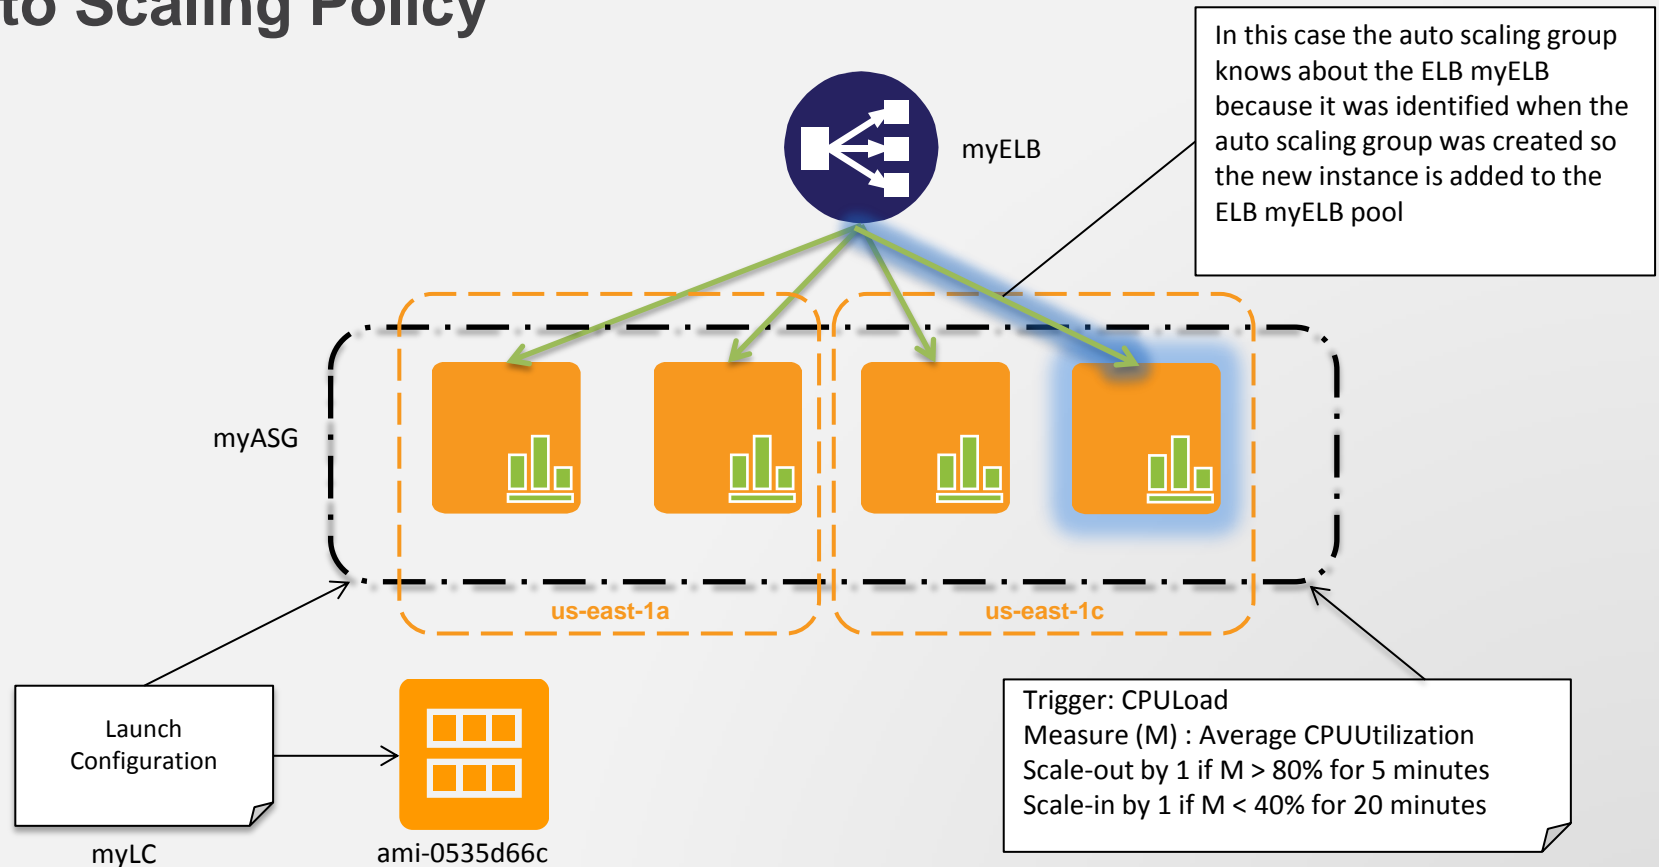 to Scaling Policy
In this case the auto scaling group
knows about the ELB myELB
because it was identified when the
auto scaling group was created so
the new instance is added to the
ELB myELB pool
myELB
myASG
us-east-1a
us-east-1c
Launch
Configuration
myLC
ami-0535d66c
Trigger: CPULoad
Measure (M) : Average CPUUtilization
Scale-out by 1 if M > 80% for 5 minutes
Scale-in by 1 if M < 40% for 20 minutes